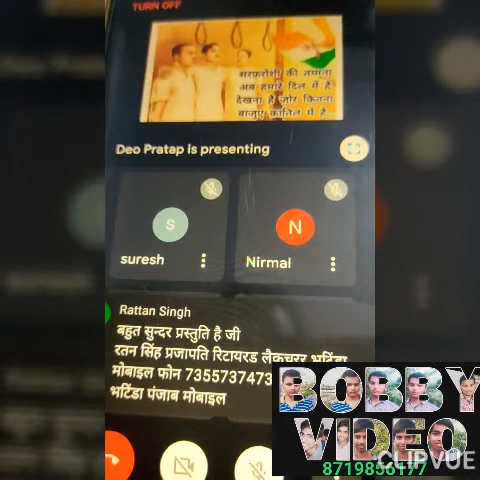 TURN OFF
सरफ़रोशी की तमन्ना
अब हमारे दिल में है
देखना है ज़ोर कितना
बाजुए क़ातिल में है...
Deo Pratap is presenting
S
N
suresh
Nirmal
Rattan Singh
बहुत सुन्दर प्रस्तुति है जी
रतन सिंह प्रजापति रिटायरड लैकचरर भटिंडा
मोबाइल फोन 7355737473
भटिंडा पंजाब मोबाइल
BOBBY
VIDEO
CLIPVUE
8719856177